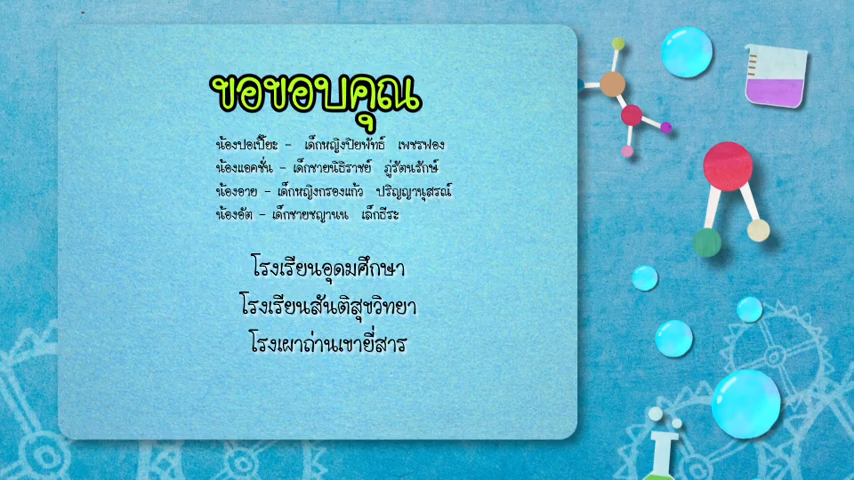 ขอขอบคุณ
น้องปอเปี๊ยะ - เด็กหญิงปิยพัทธ์ เพชรฟอง
น้องแอคชั่น - เด็กชายนิธิราชย์ ภู่รัตนรักษ์
น้องอาย - เด็กหญิงกรองแก้ว ปริญญานุสรณ์
น้องอัต - เด็กชายชญานน เล็กธีระ
โรงเรียนอุดมศึกษา
โรงเรียนสันติสุขวิทยา
โรงเผาถ่านเขายี่สาร